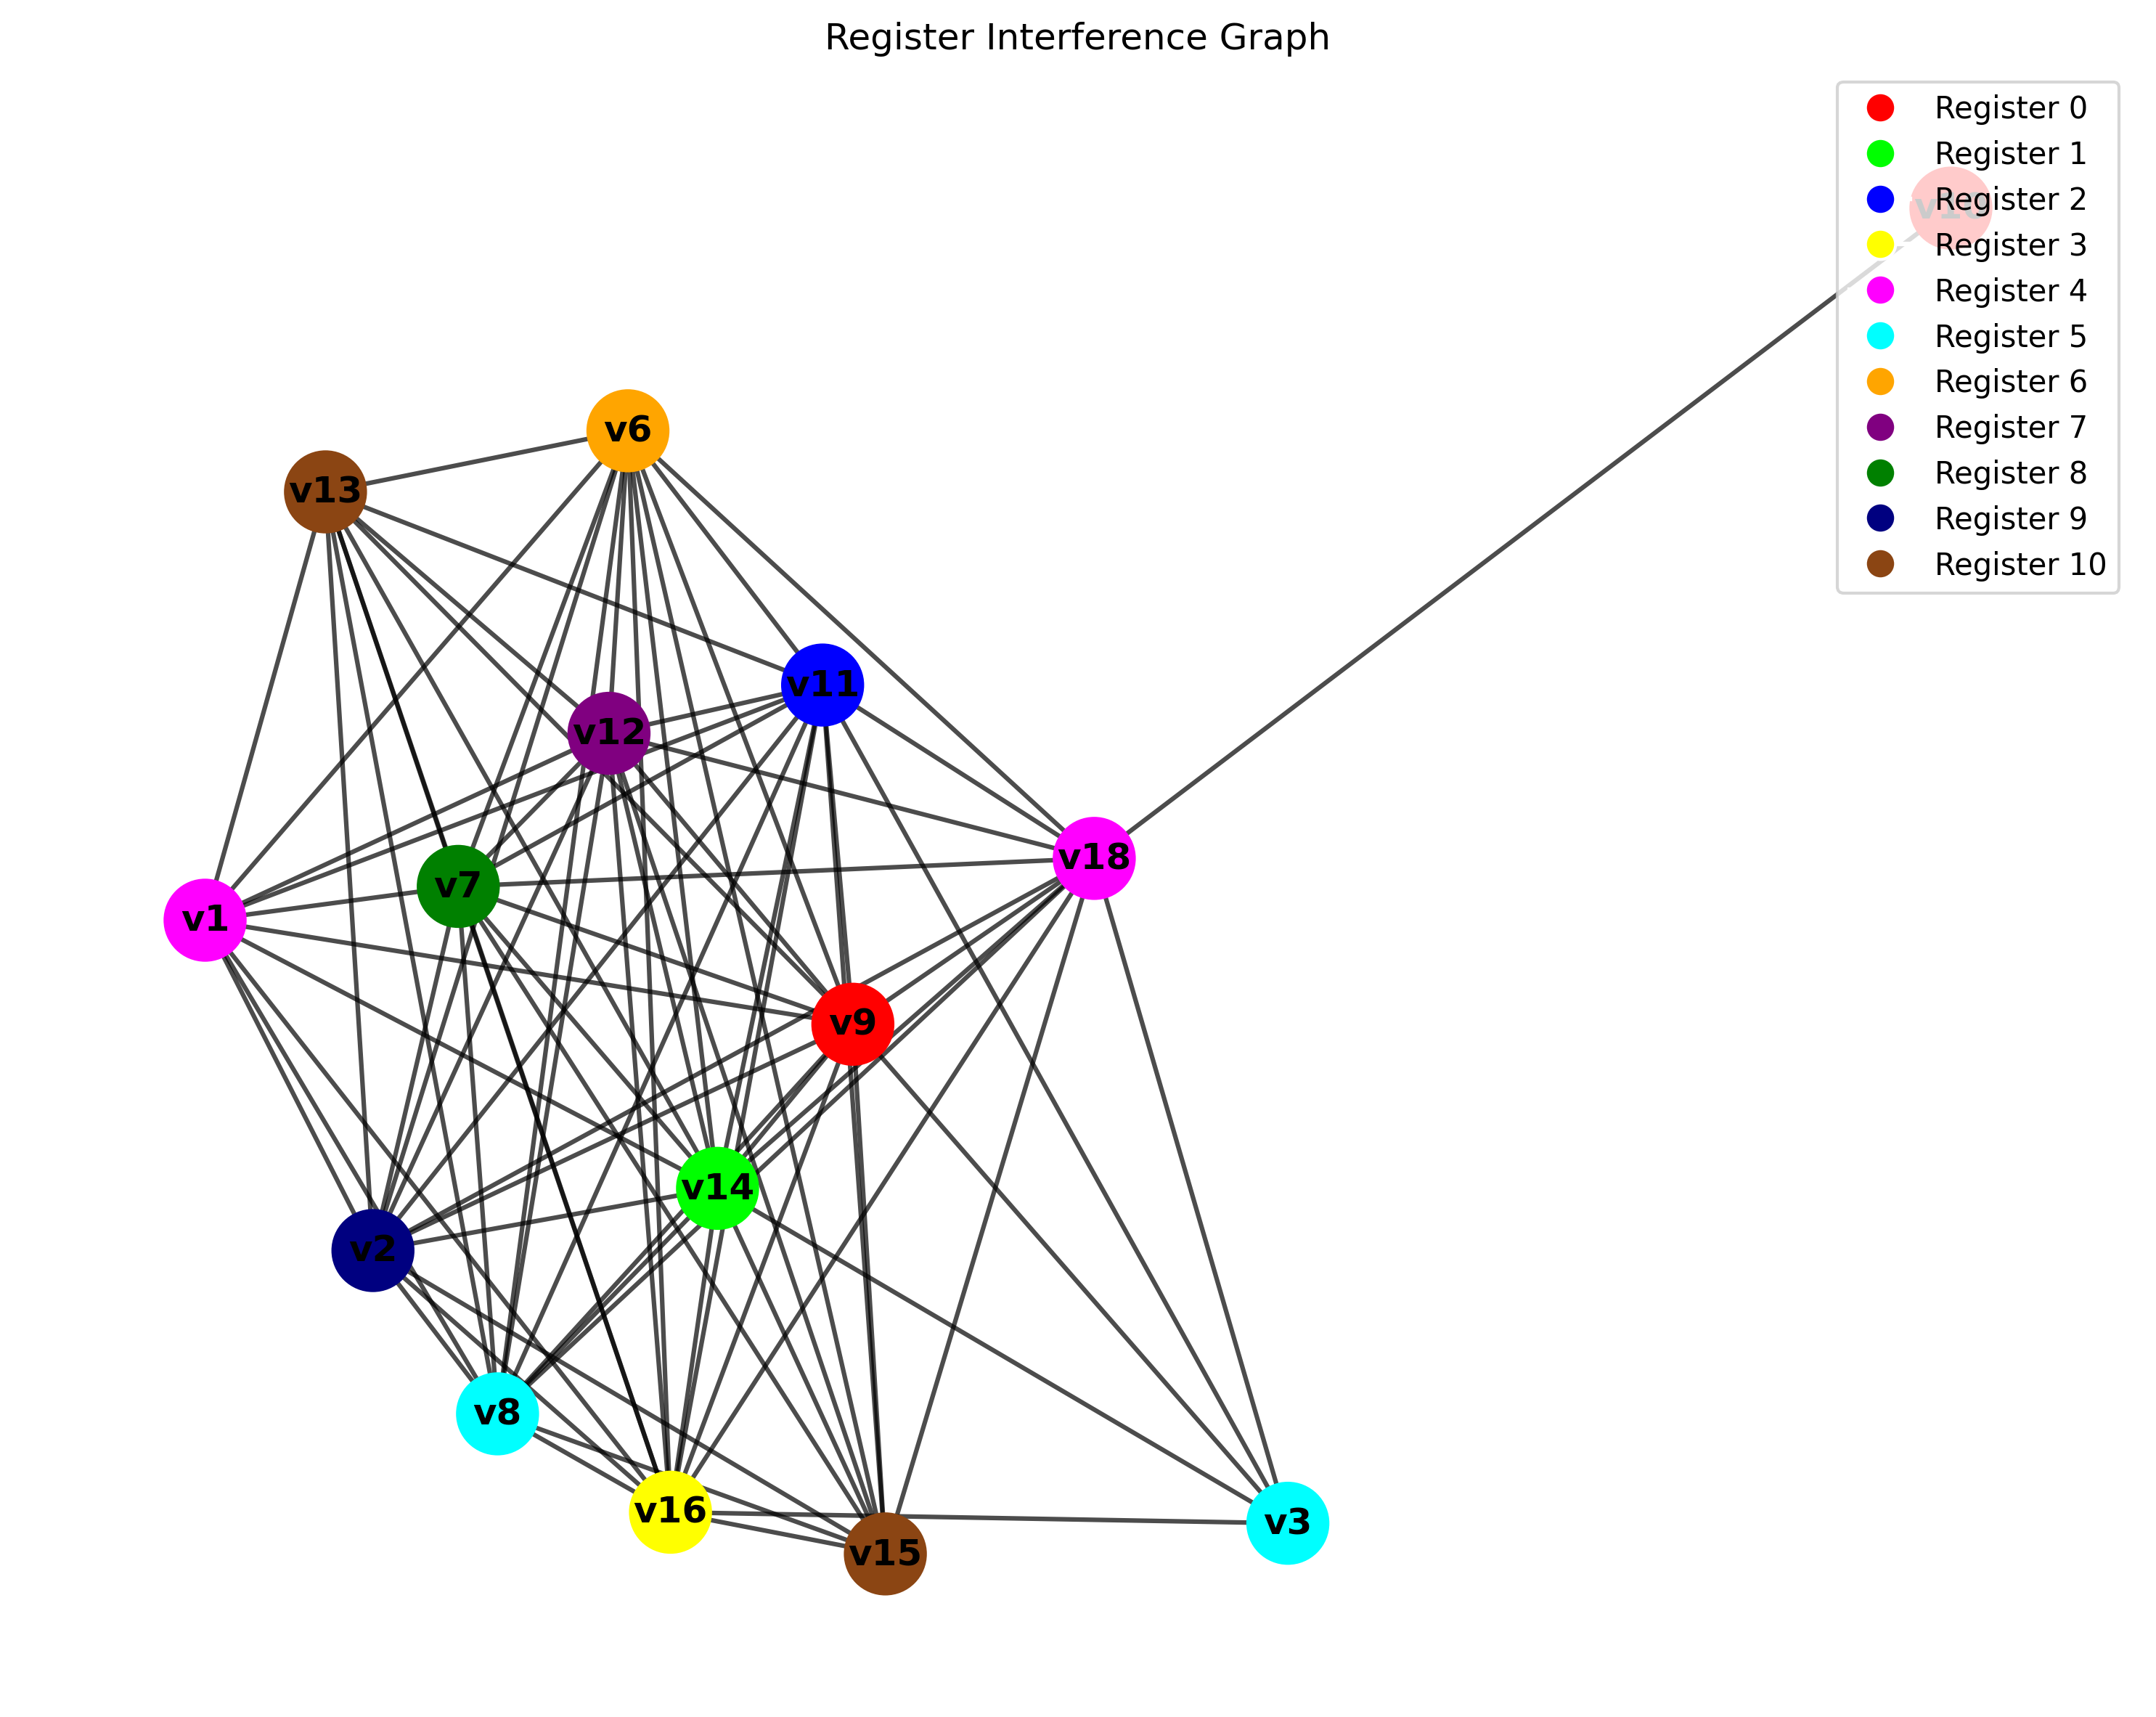 Register Interference Graph
Register 0
Register 1
Register 2
Register 3
Register 4
Register 5
Register 6
Register 7
Register 8
Register 9
Register 10
v6
v13
v11
v12
v18
v7
v1
v9
v14
v2
v8
v16
v3
v15